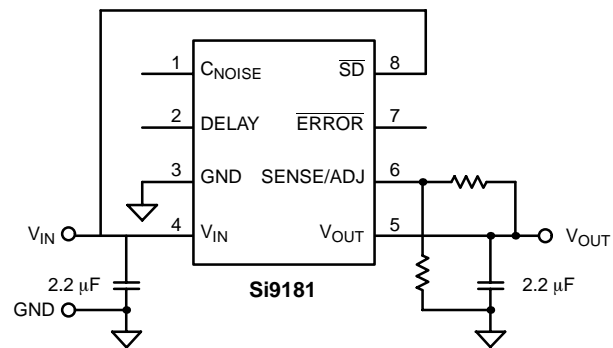 1 C_NOISE SD 8
2 DELAY ERROR 7
3 GND SENSE/ADJ 6
V_IN 4 V_IN V_OUT 5 V_OUT
2.2 μF 2.2 μF
Si9181
GND